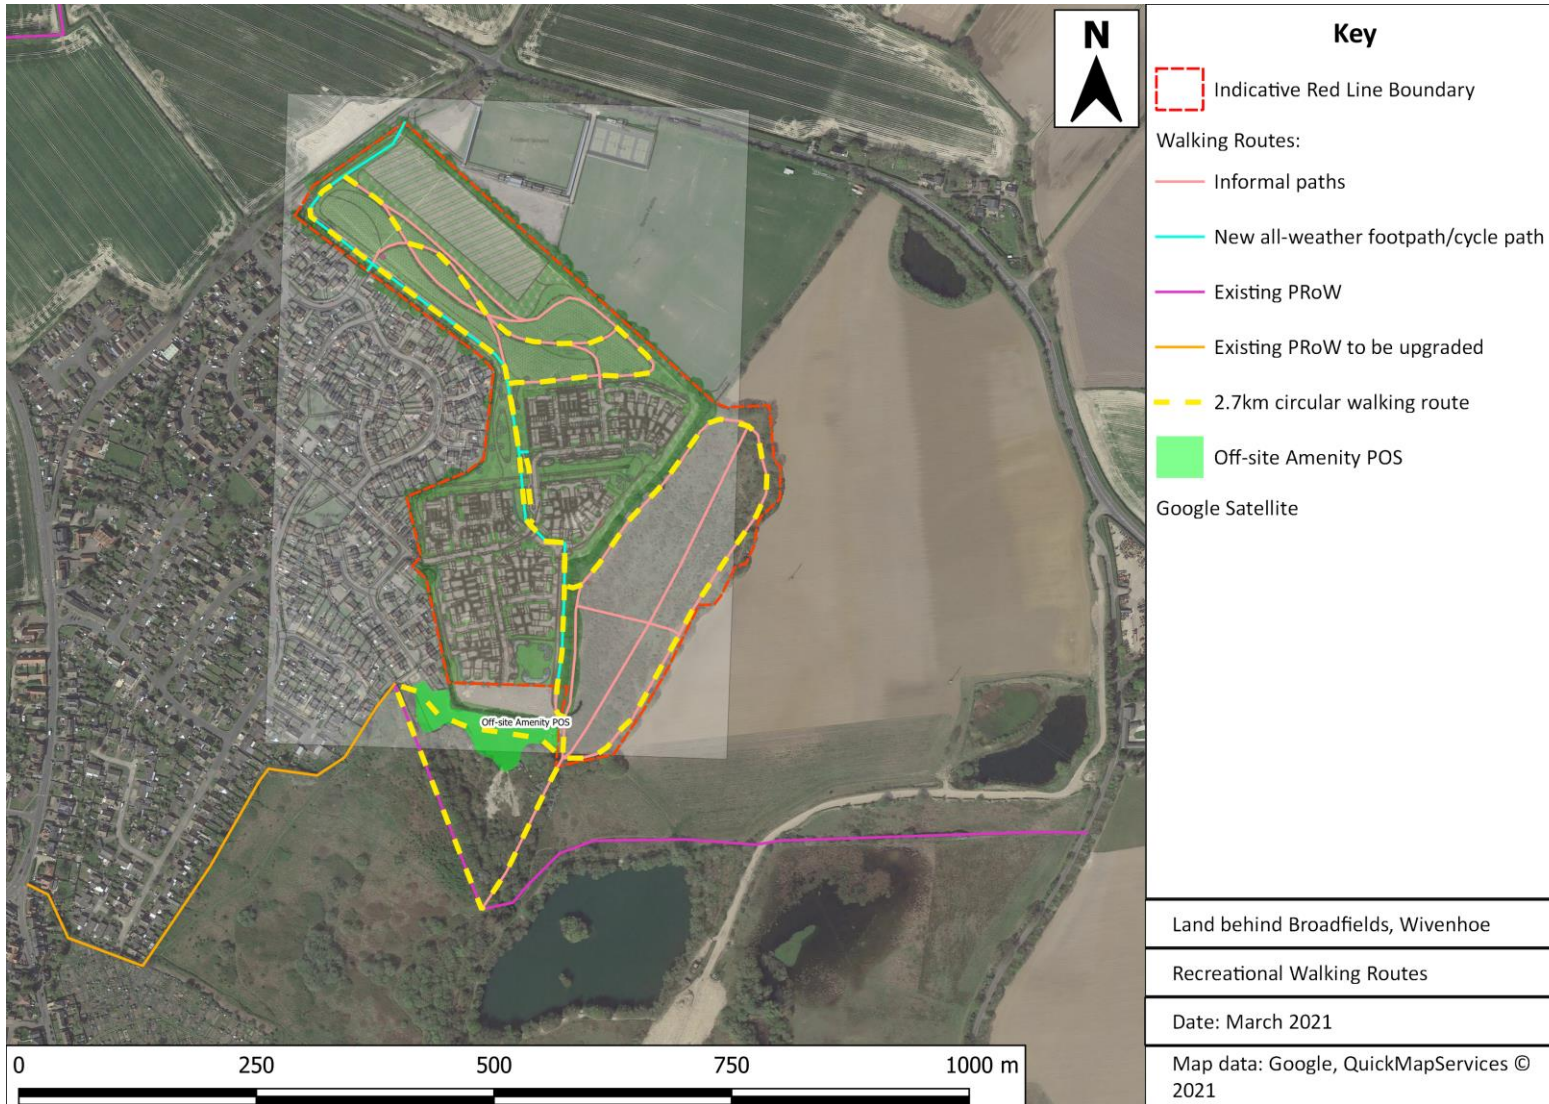 N
Key
Indicative Red Line Boundary
Walking Routes:
Informal paths
New all-weather footpath/cycle path
Existing PRoW
Existing PRoW to be upgraded
2.7km circular walking route
Off-site Amenity POS
Google Satellite
Off-site Amenity POS
Land behind Broadfields, Wivenhoe
Recreational Walking Routes
Date: March 2021
Map data: Google, QuickMapServices ©
2021
0 250 500 750 1000 m